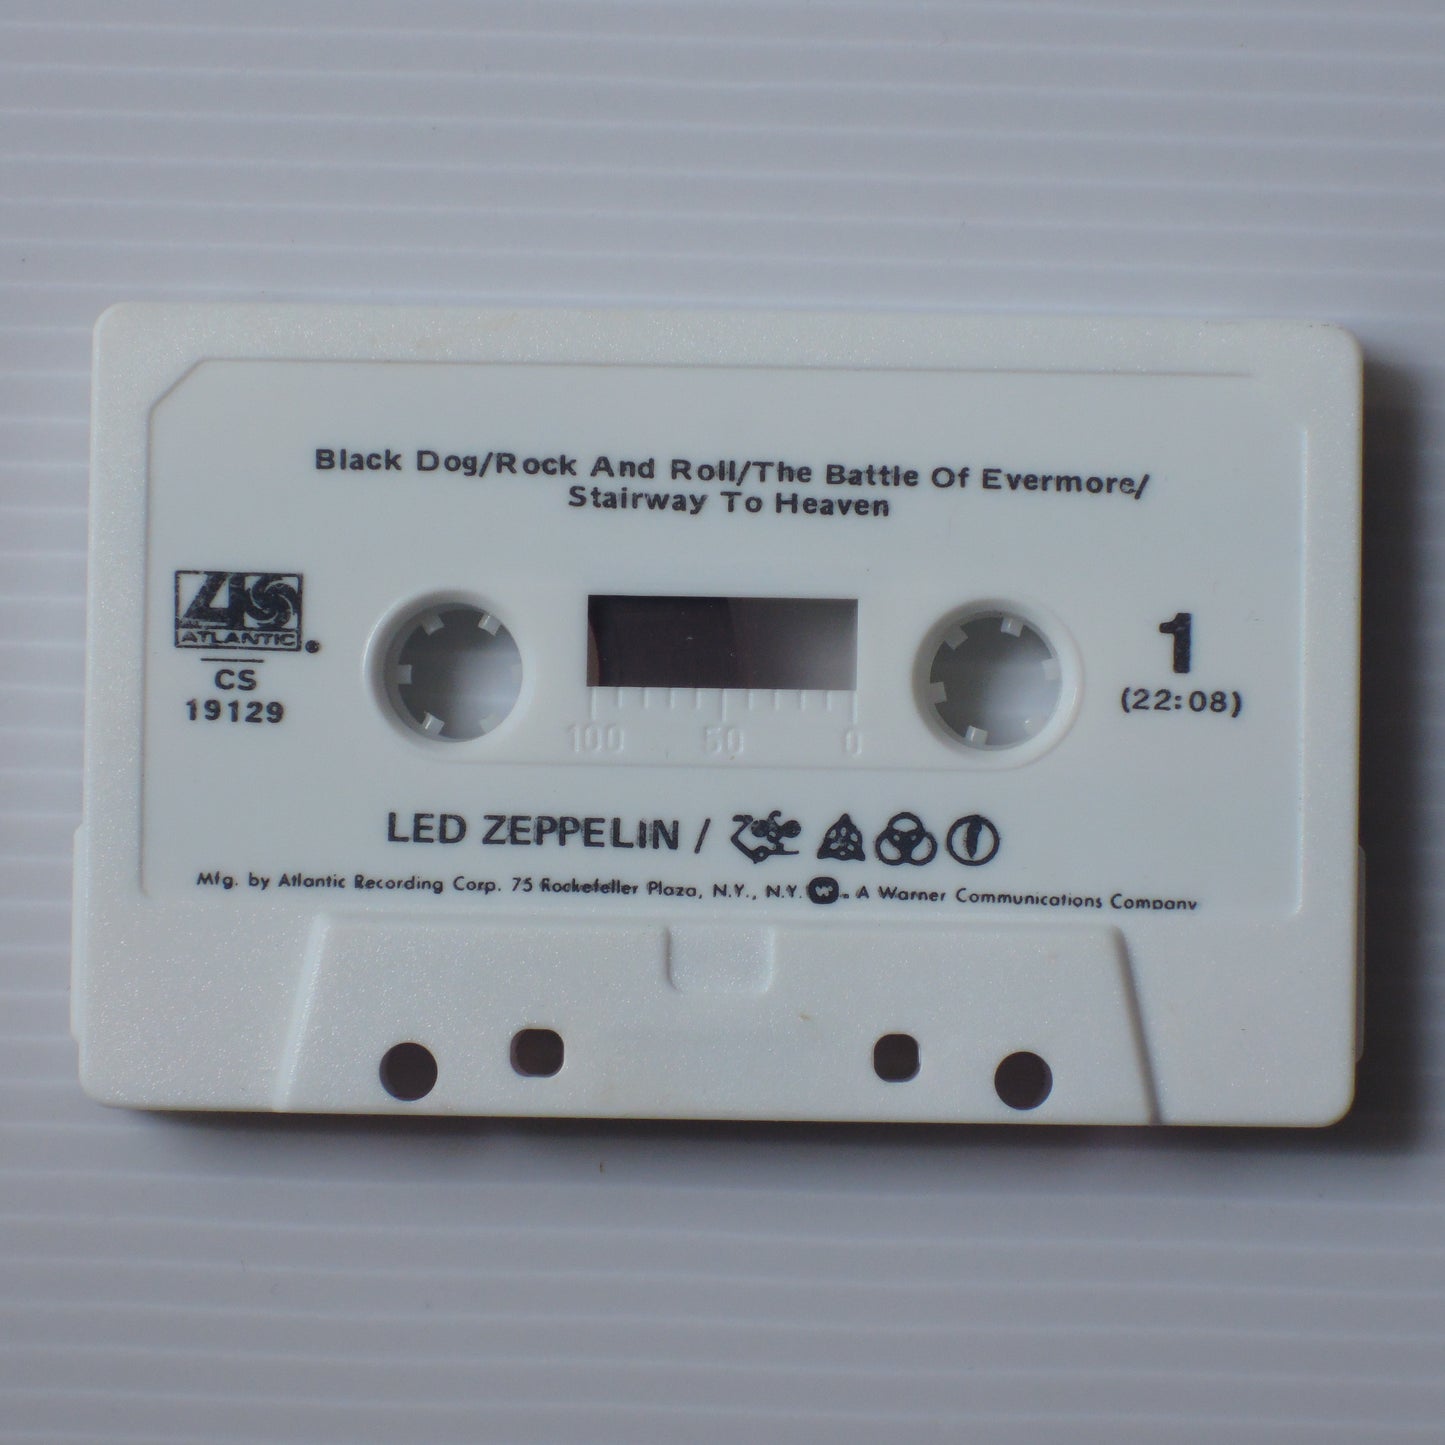 Black Dog/Rock And Roll/The Battle Of Evermore/
Stairway To Heaven
ATLANTIC
CS
19129
1
(22:08)
100 50 0
LED ZEPPELIN /
Mfg. by Atlantic Recording Corp. 75 Rockefeller Plaza, N.Y., N.Y. W A Warner Communications Company